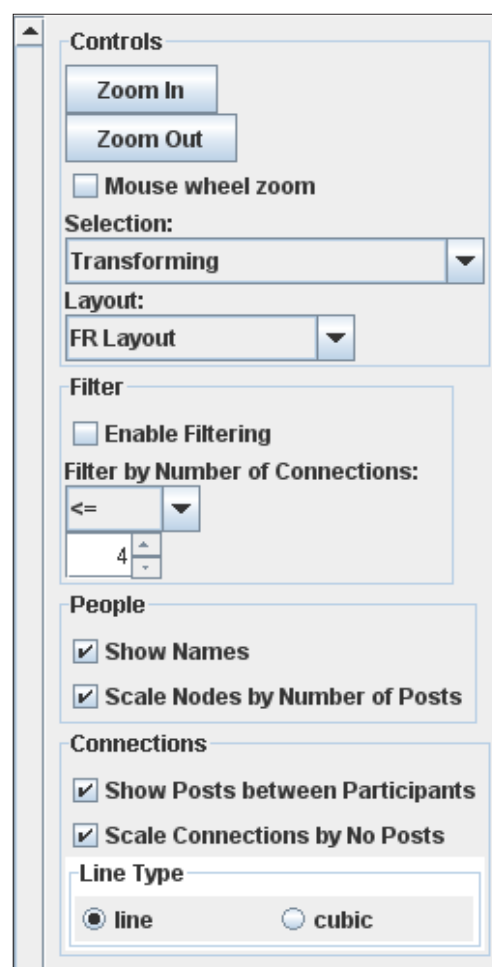 Controls
Zoom In
Zoom Out
Mouse wheel zoom
Selection:
Transforming
Layout:
FR Layout
Filter
Enable Filtering
Filter by Number of Connections:
<=
4
People
Show Names
Scale Nodes by Number of Posts
Connections
Show Posts between Participants
Scale Connections by No Posts
Line Type
line cubic